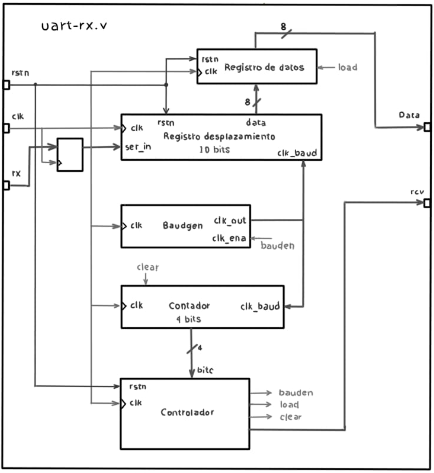 uart-rx.v
8
rstn
rstn
clk
Registro de datos
load
clk
8
Data
rstn
data
clk
Registro desplazamiento
ser_in
10 bits
clk_baud
rx
rcv
clk_out
clk
Baudgen
clk_ena
bauden
clear
clk
Contador
clk_baud
4 bits
4
bitc
rstn
bauden
clk
load
Controlador
clear